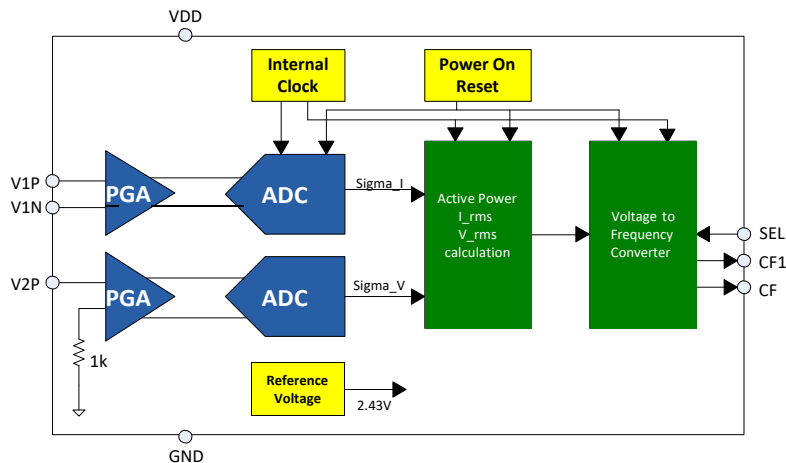 VDD
Internal
Clock
Power On
Reset
V1P
V1N
PGA
ADC
Sigma_I
Active Power
I_rms
V_rms
calculation
Voltage to
Frequency
Converter
SEL
CF1
CF
V2P
PGA
ADC
Sigma_V
1k
Reference
Voltage
2.43V
GND